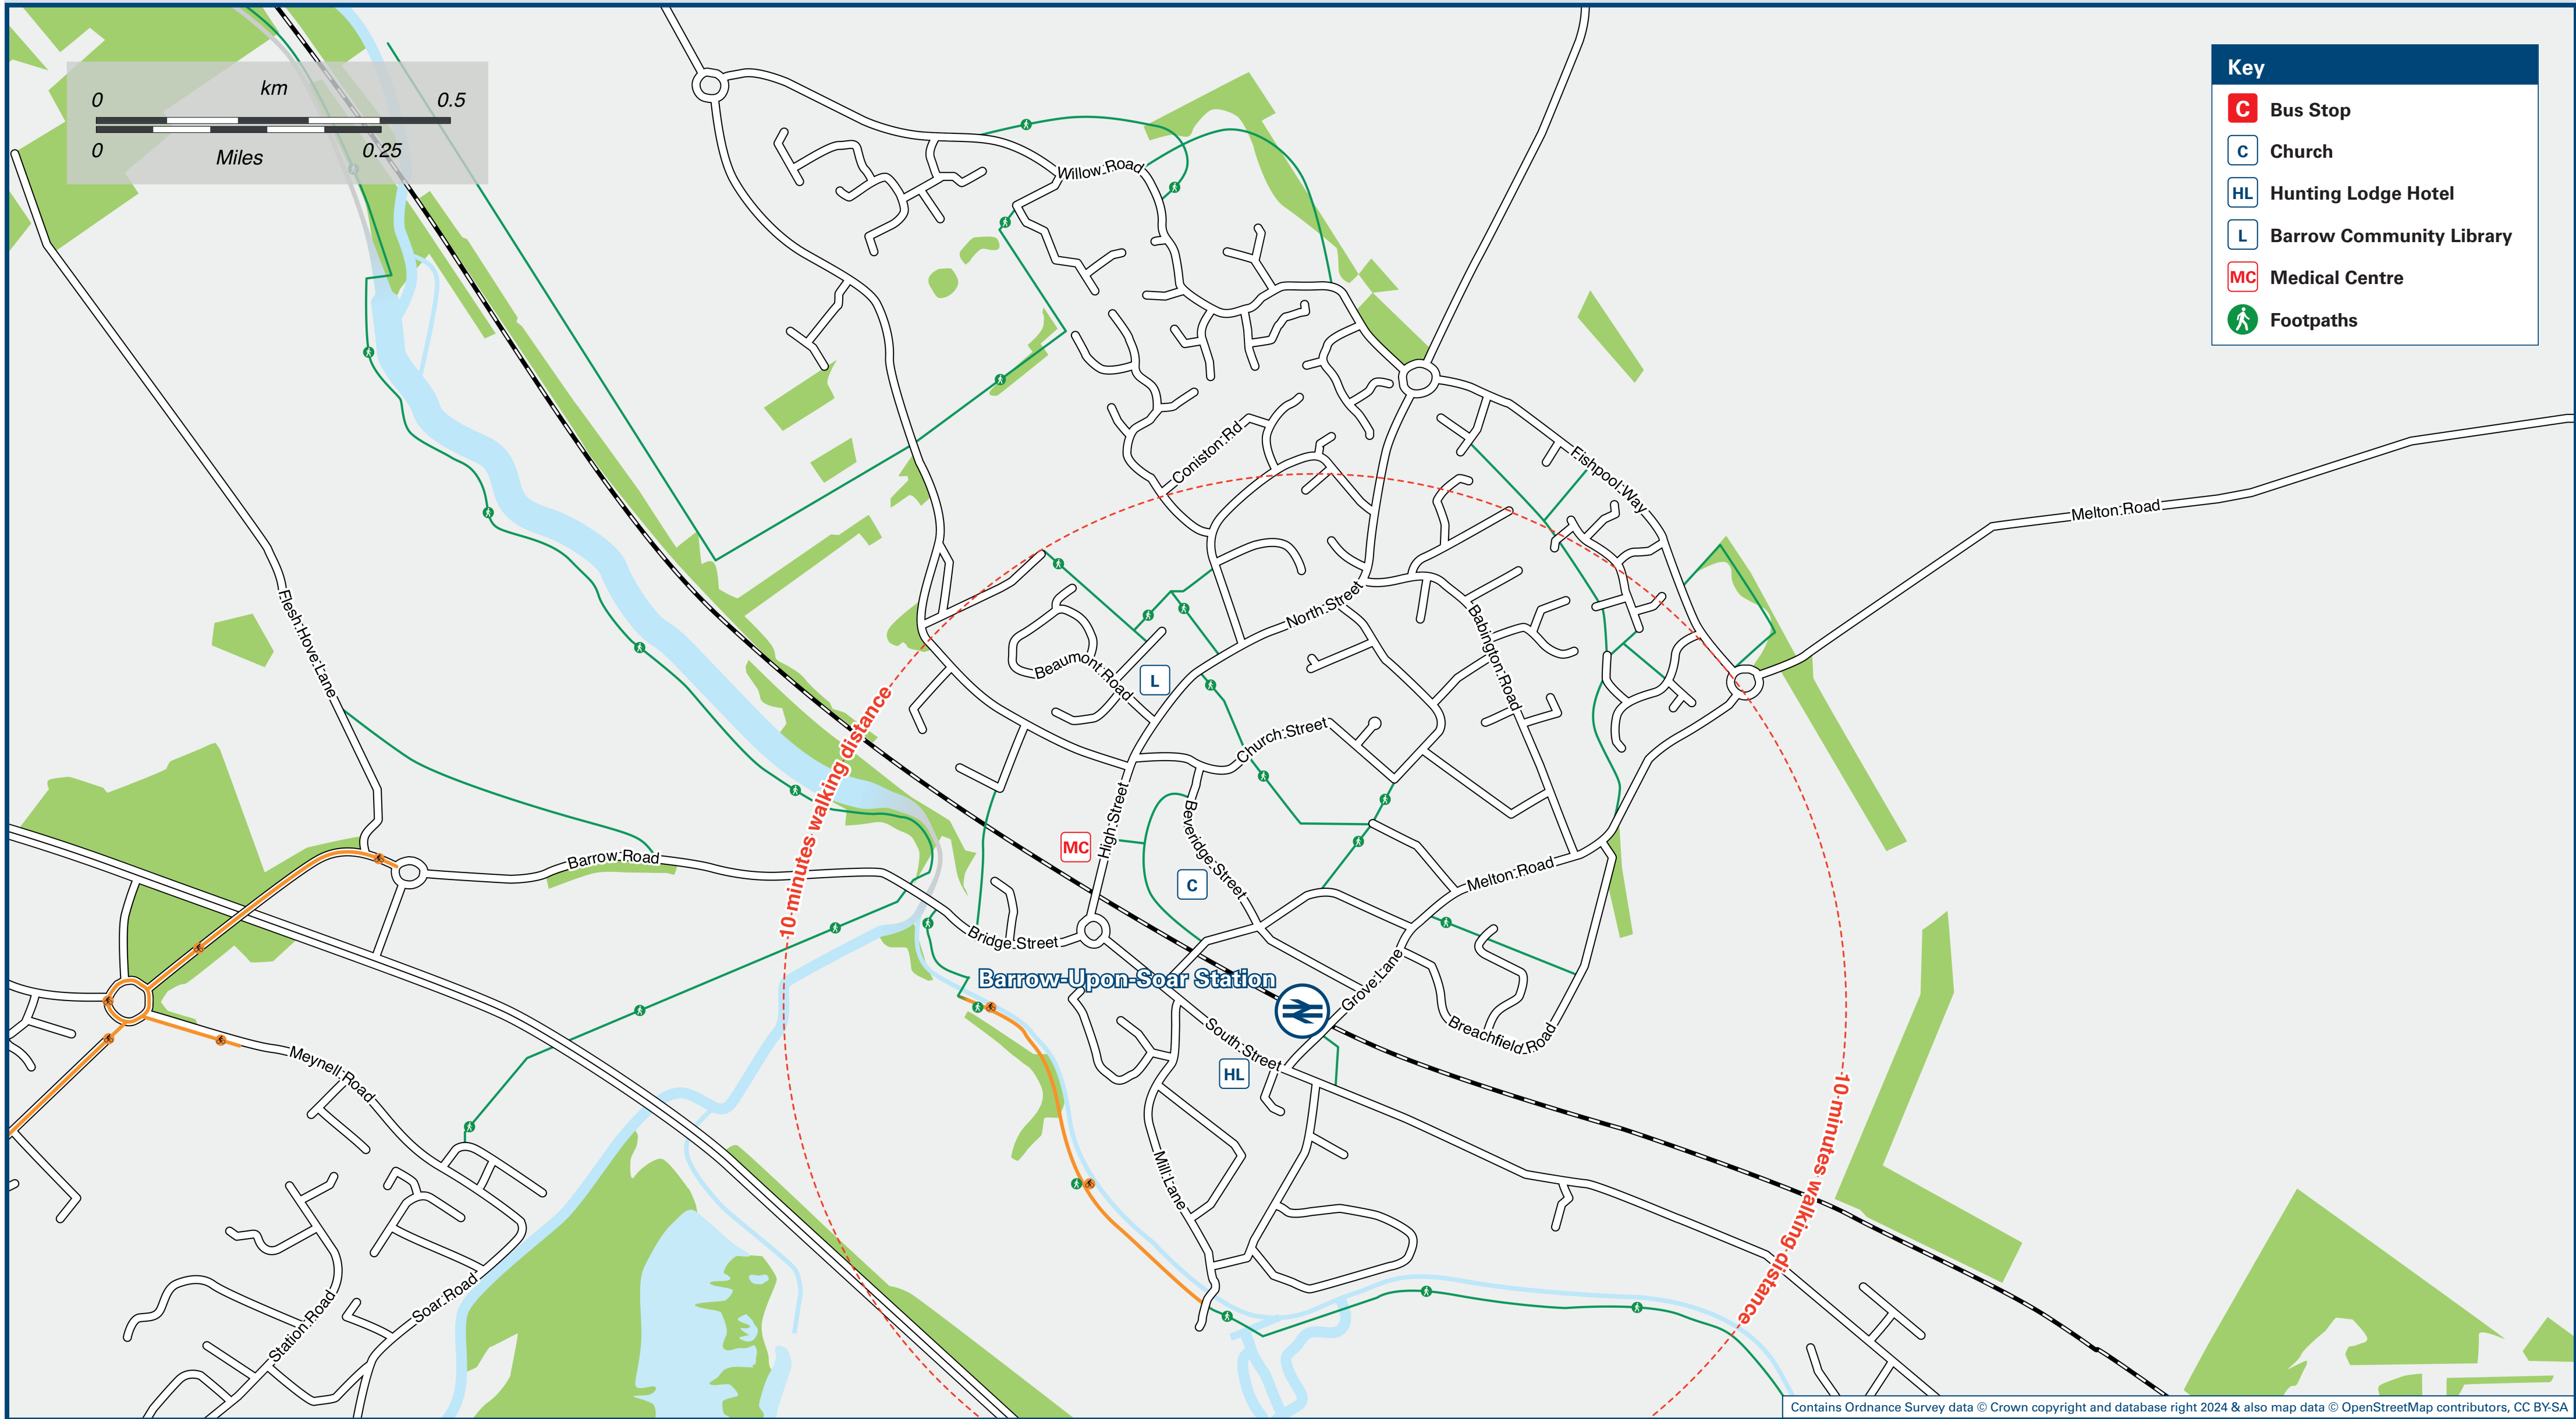 km
0 0.5
0 0.25
Miles
Key
C Bus Stop
C Church
HL Hunting Lodge Hotel
L Barrow Community Library
MC Medical Centre
Footpaths
Willow Road
Coniston Rd
Fishpool Way
Melton Road
Flesh Hove Lane
North Street
Babington Road
Beaumont Road
L
Church Street
10 minutes walking distance
High Street
MC
Beveridge Street
C
Barrow Road
Melton Road
Bridge Street
Barrow-Upon-Soar Station
Grove Lane
Breachfield Road
South Street
HL
Meynell Road
Mill Lane
10 minutes walking distance
Soar Road
Station Road
Contains Ordnance Survey data © Crown copyright and database right 2024 & also map data © OpenStreetMap contributors, CC BY-SA